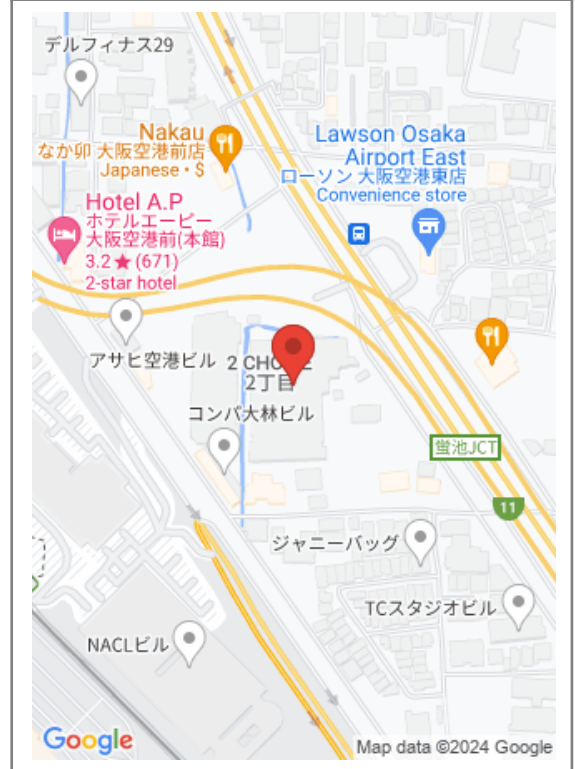 デルフィナス29
Nakau
なか卯 大阪空港前店
Japanese・$
Lawson Osaka
Airport East
ローソン 大阪空港東店
Convenience store
Hotel A.P
ホテルエーピー
大阪空港前(本館)
3.2★(671)
2-star hotel
アサヒ空港ビル
2丁目
コンバ大林ビル
蛍池JCT
11
ジャニーバッグ
TCスタジオビル
NACLビル
Google
Map data ©2024 Google